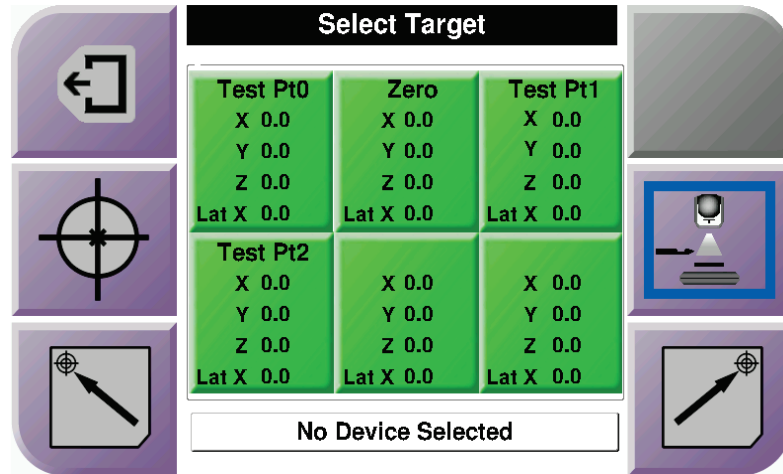 Select Target
Test Pt0 Zero Test Pt1
X 0.0 X 0.0 X 0.0
Y 0.0 Y 0.0 Y 0.0
Z 0.0 Z 0.0 Z 0.0
Lat X 0.0 Lat X 0.0 Lat X 0.0
Test Pt2
X 0.0 X 0.0 X 0.0
Y 0.0 Y 0.0 Y 0.0
Z 0.0 Z 0.0 Z 0.0
Lat X 0.0 Lat X 0.0 Lat X 0.0
No Device Selected